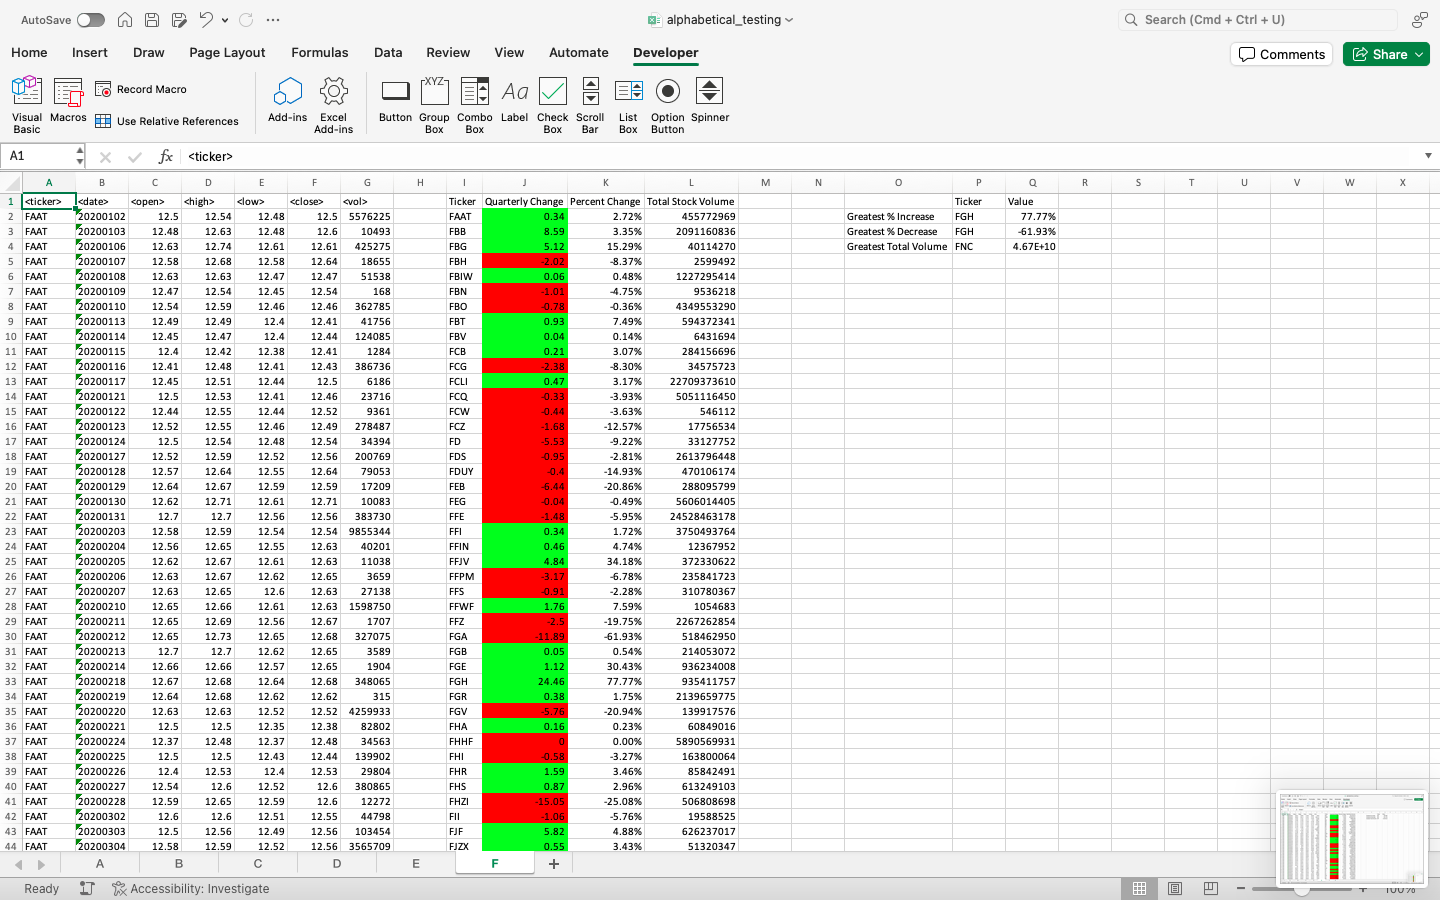 AutoSave
alphabetical_testing
Search (Cmd + Ctrl + U)
Home Insert Draw Page Layout Formulas Data Review View Automate Developer
Comments Share
Visual Basic Macros Record Macro Use Relative References Add-ins Excel Add-ins Button Group Box Combo Box Label Check Box Scroll Bar List Box Option Button Spinner
XYZ Aa
A1 fx <ticker>
A B C D E F G H I J K L M N O P Q R S T U V W X
1 <ticker> <date> <open> <high> <low> <close> <vol> Ticker Quarterly Change Percent Change Total Stock Volume Ticker Value
2 FAAT 20200102 12.5 12.54 12.48 12.5 5576225 FAAT 0.34 2.72% 455772969 Greatest % Increase FGH 77.77%
3 FAAT 20200103 12.48 12.63 12.48 12.6 10493 FBB 8.59 3.35% 2091160836 Greatest % Decrease FGH -61.93%
4 FAAT 20200106 12.63 12.74 12.61 12.61 425275 FBG 5.12 15.29% 40114270 Greatest Total Volume FNC 4.67E+10
5 FAAT 20200107 12.58 12.68 12.58 12.64 18655 FBH -2.02 -8.37% 2599492
6 FAAT 20200108 12.63 12.63 12.47 12.47 51538 FBIW 0.06 0.48% 1227295414
7 FAAT 20200109 12.47 12.54 12.45 12.54 168 FBN -1.01 -4.75% 9536218
8 FAAT 20200110 12.54 12.59 12.46 12.46 362785 FBO -0.78 -0.36% 4349553290
9 FAAT 20200113 12.49 12.49 12.4 12.41 41756 FBT 0.93 7.49% 594372341
10 FAAT 20200114 12.45 12.47 12.4 12.44 124085 FBV 0.04 0.14% 6431694
11 FAAT 20200115 12.4 12.42 12.38 12.41 1284 FCB 0.21 3.07% 284156696
12 FAAT 20200116 12.41 12.48 12.41 12.43 386736 FCG -2.38 -8.30% 34575723
13 FAAT 20200117 12.45 12.51 12.44 12.5 6186 FCLI 0.47 3.17% 22709373610
14 FAAT 20200121 12.5 12.53 12.41 12.46 23716 FCQ -0.33 -3.93% 5051116450
15 FAAT 20200122 12.44 12.55 12.44 12.52 9361 FCW -0.44 -3.63% 546112
16 FAAT 20200123 12.52 12.55 12.46 12.49 278487 FCZ -1.68 -12.57% 17756534
17 FAAT 20200124 12.5 12.54 12.48 12.54 34394 FD -5.53 -9.22% 33127752
18 FAAT 20200127 12.52 12.59 12.52 12.56 200769 FDS -0.95 -2.81% 2613796448
19 FAAT 20200128 12.57 12.64 12.55 12.64 79053 FDUY -0.4 -14.93% 470106174
20 FAAT 20200129 12.64 12.67 12.59 12.59 17209 FEB -6.44 -20.86% 288095799
21 FAAT 20200130 12.62 12.71 12.61 12.71 10083 FEG -0.04 -0.49% 5606014405
22 FAAT 20200131 12.7 12.7 12.56 12.56 383730 FFE -1.48 -5.95% 24528463178
23 FAAT 20200203 12.58 12.59 12.54 12.54 9855344 FFI 0.34 1.72% 3750493764
24 FAAT 20200204 12.56 12.65 12.55 12.63 40201 FFIN 0.46 4.74% 12367952
25 FAAT 20200205 12.62 12.67 12.61 12.63 11038 FFJV 4.84 34.18% 372330622
26 FAAT 20200206 12.63 12.67 12.62 12.65 3659 FFPM -3.17 -6.78% 235841723
27 FAAT 20200207 12.63 12.65 12.6 12.63 27138 FFS -0.91 -2.28% 310780367
28 FAAT 20200210 12.65 12.66 12.61 12.63 1598750 FFWF 1.76 7.59% 1054683
29 FAAT 20200211 12.65 12.69 12.56 12.67 1707 FFZ -2.5 -19.75% 2267262854
30 FAAT 20200212 12.65 12.73 12.65 12.68 327075 FGA -11.89 -61.93% 518462950
31 FAAT 20200213 12.7 12.7 12.62 12.65 3589 FGB 0.05 0.54% 214053072
32 FAAT 20200214 12.66 12.66 12.57 12.65 1904 FGE 1.12 30.43% 936234008
33 FAAT 20200218 12.67 12.68 12.64 12.68 348065 FGH 24.46 77.77% 935411757
34 FAAT 20200219 12.64 12.68 12.62 12.62 315 FGR 0.38 1.75% 2139659775
35 FAAT 20200220 12.63 12.63 12.52 12.52 4259933 FGV -5.76 -20.94% 139917576
36 FAAT 20200221 12.5 12.5 12.35 12.38 82802 FHA 0.16 0.23% 60849016
37 FAAT 20200224 12.37 12.48 12.37 12.48 34563 FHHF 0 0.00% 5890569931
38 FAAT 20200225 12.5 12.5 12.43 12.44 139902 FHI -0.58 -3.27% 163800064
39 FAAT 20200226 12.4 12.53 12.4 12.53 29804 FHR 1.59 3.46% 85842491
40 FAAT 20200227 12.54 12.6 12.52 12.6 380865 FHS 0.87 2.96% 613249103
41 FAAT 20200228 12.59 12.65 12.59 12.6 12272 FHZI -15.05 -25.08% 506808698
42 FAAT 20200302 12.6 12.6 12.51 12.55 44798 FII -1.06 -5.76% 19588525
43 FAAT 20200303 12.5 12.56 12.49 12.56 103454 FJF 5.82 4.88% 626237017
44 FAAT 20200304 12.58 12.59 12.52 12.56 3565709 FJZX 0.55 3.43% 51320347
A B C D E F
Ready Accessibility: Investigate 100%